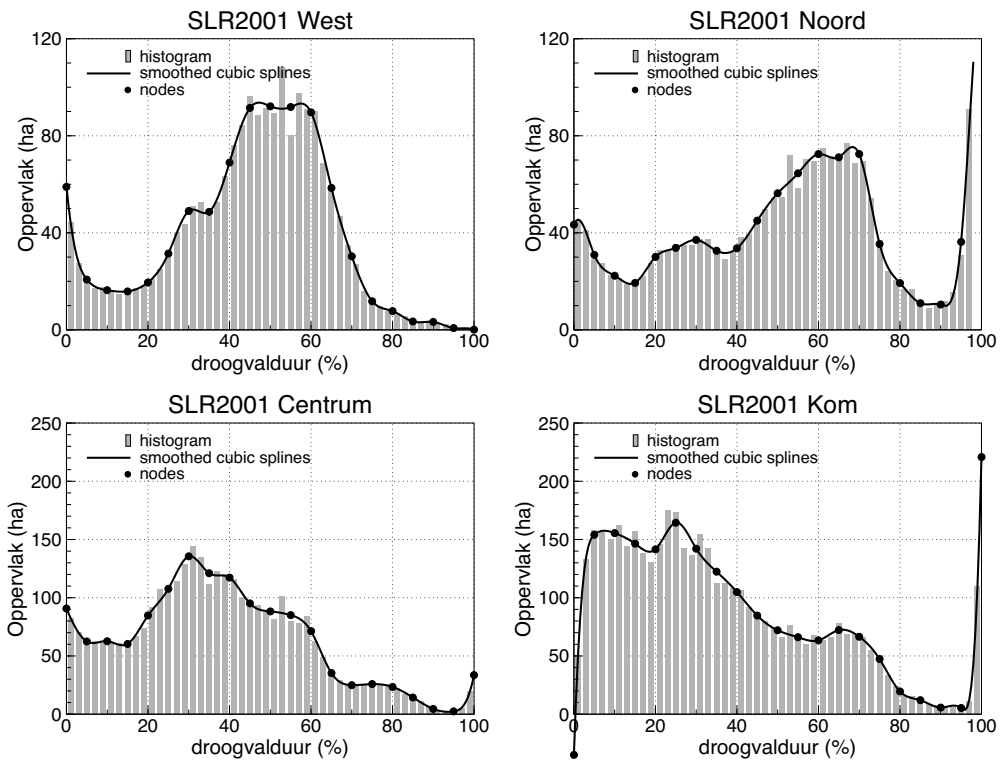 SLR2001 West
120
80
40
0
Oppervlak (ha)
histogram
smoothed cubic splines
nodes
0 20 40 60 80 100
droogvalduur (%)
SLR2001 Noord
120
80
40
0
Oppervlak (ha)
histogram
smoothed cubic splines
nodes
0 20 40 60 80 100
droogvalduur (%)
SLR2001 Centrum
250
200
150
100
50
0
Oppervlak (ha)
histogram
smoothed cubic splines
nodes
0 20 40 60 80 100
droogvalduur (%)
SLR2001 Kom
250
200
150
100
50
0
Oppervlak (ha)
histogram
smoothed cubic splines
nodes
0 20 40 60 80 100
droogvalduur (%)